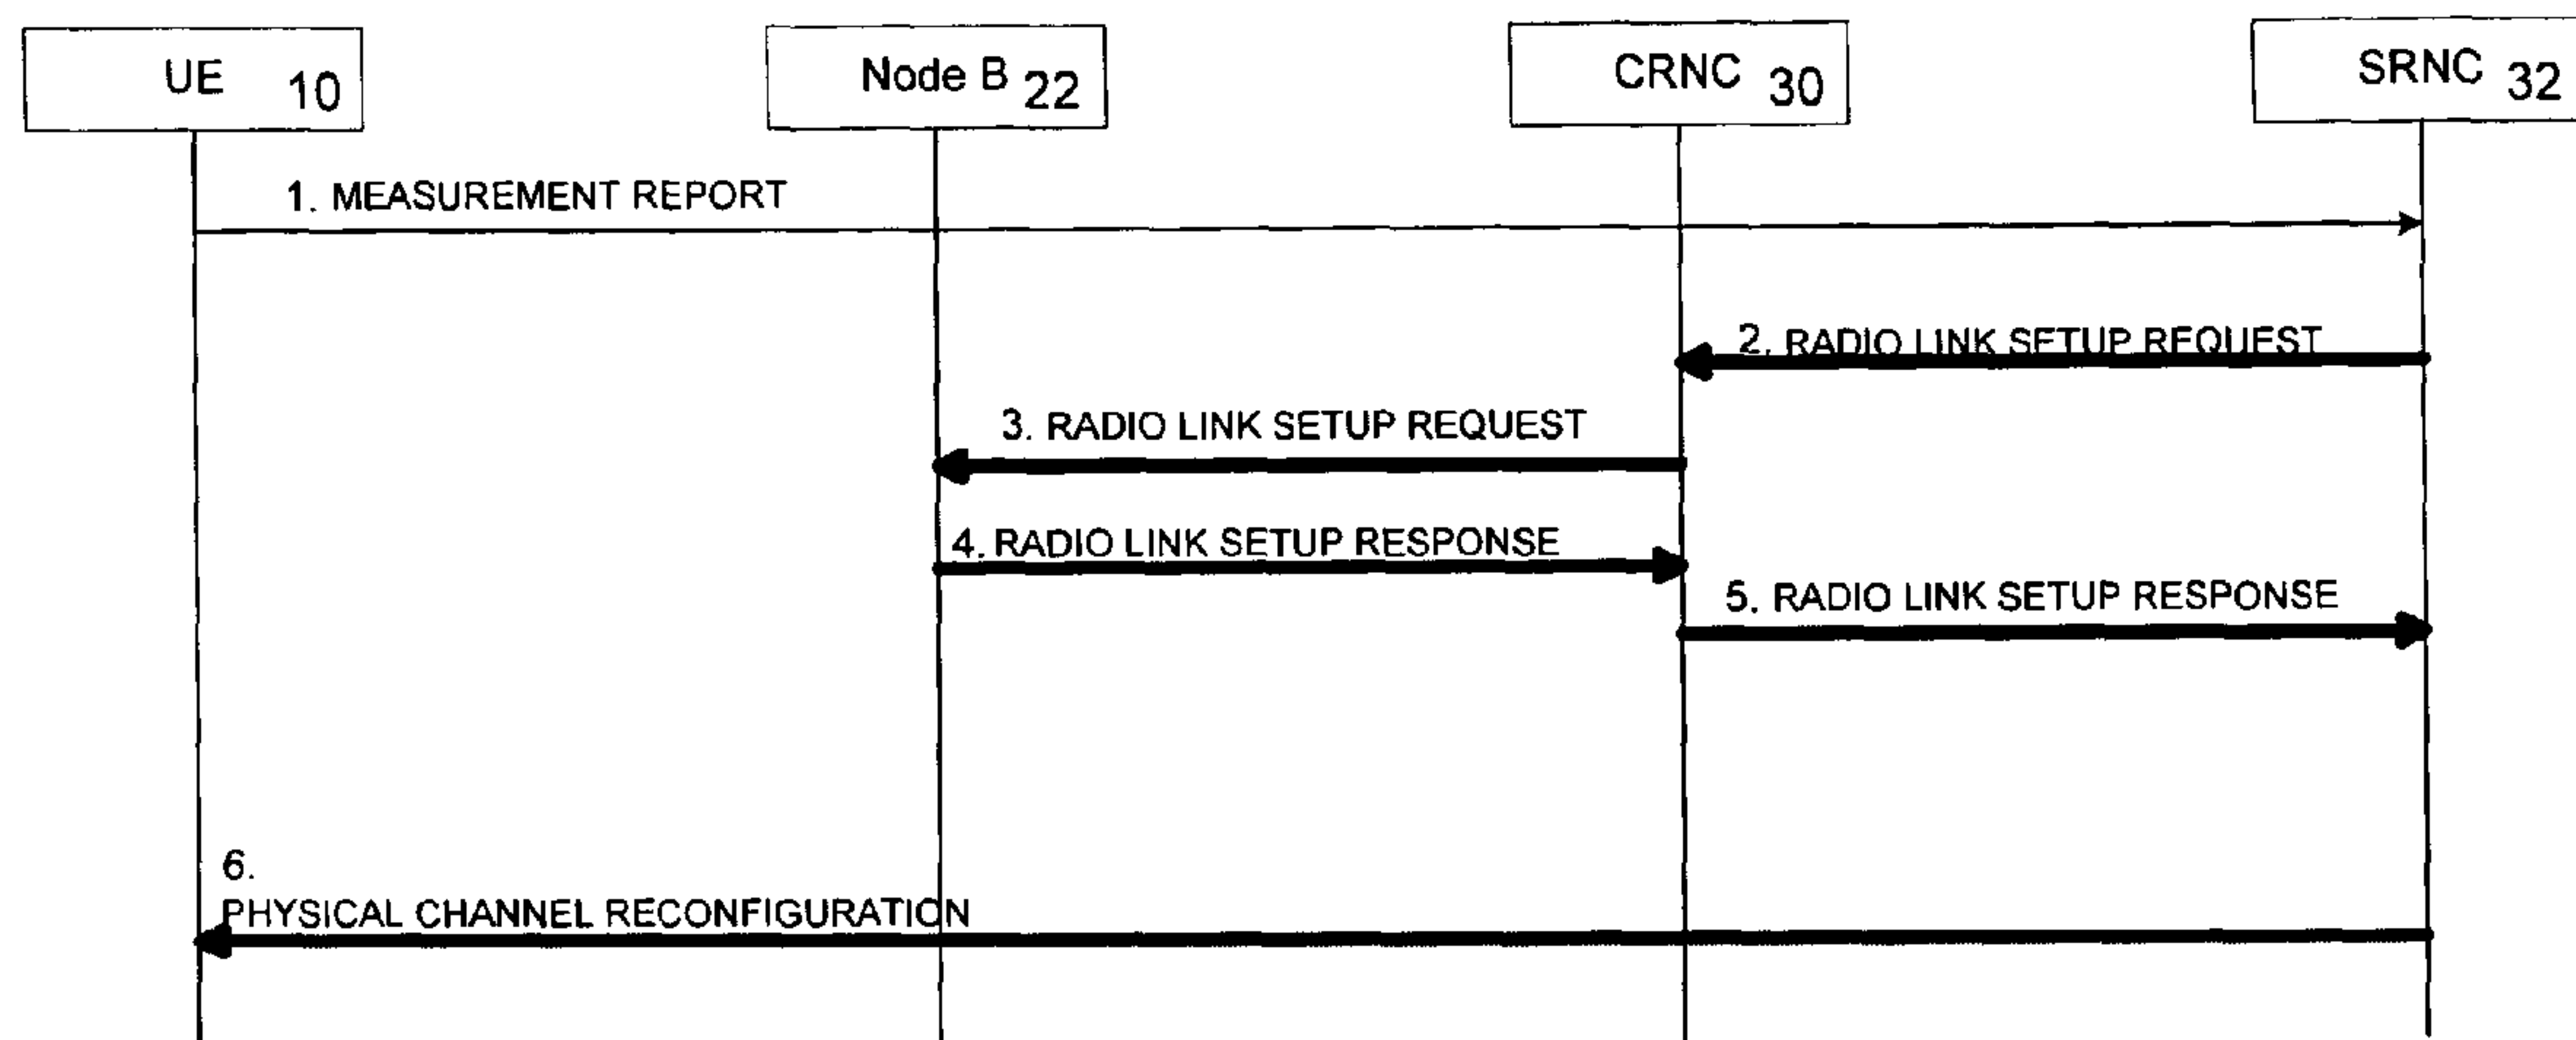 UE 10
Node B 22
CRNC 30
SRNC 32
1. MEASUREMENT REPORT
2. RADIO LINK SETUP REQUEST
3. RADIO LINK SETUP REQUEST
4. RADIO LINK SETUP RESPONSE
5. RADIO LINK SETUP RESPONSE
6.
PHYSICAL CHANNEL RECONFIGURATION